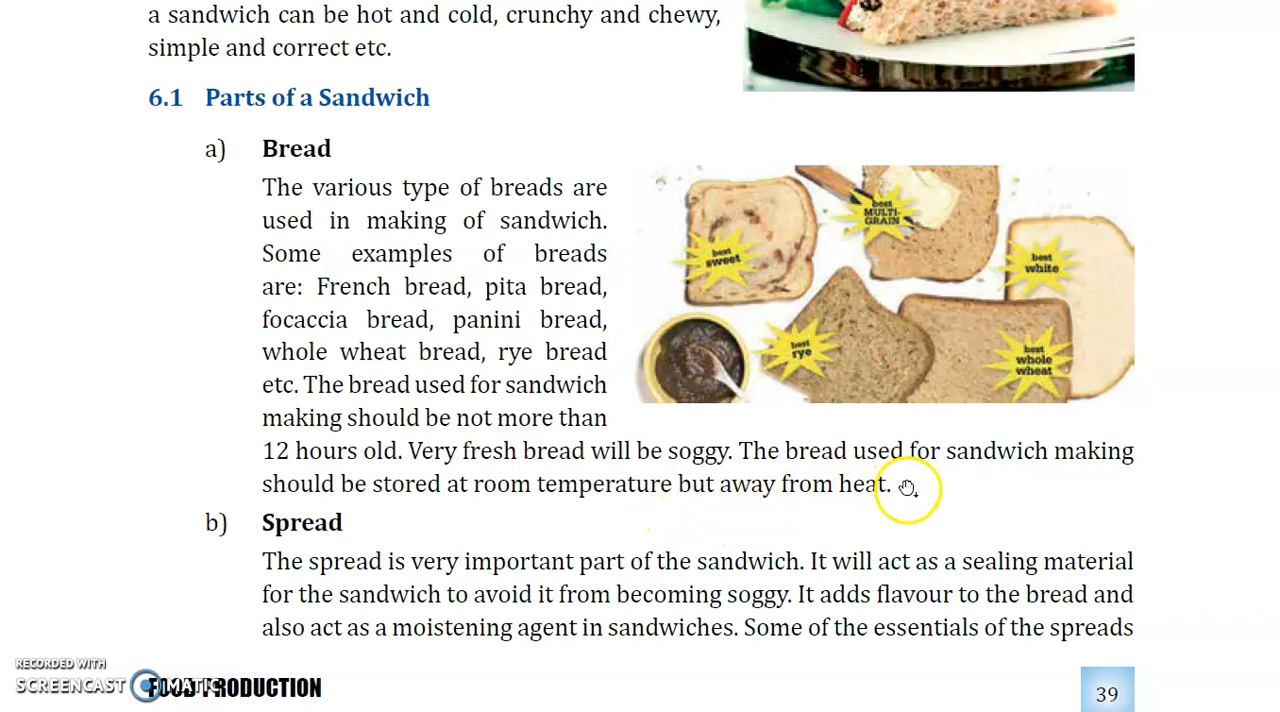 a sandwich can be hot and cold, crunchy and chewy,
simple and correct etc.
6.1 Parts of a Sandwich
a) Bread
The various type of breads are
used in making of sandwich.
Some examples of breads
are: French bread, pita bread,
focaccia bread, panini bread,
whole wheat bread, rye bread
etc. The bread used for sandwich
making should be not more than
best
sweet
best
MULTI-
GRAIN
best
white
best
rye
best
whole
wheat
12 hours old. Very fresh bread will be soggy. The bread used for sandwich making
should be stored at room temperature but away from heat.
b) Spread
The spread is very important part of the sandwich. It will act as a sealing material
for the sandwich to avoid it from becoming soggy. It adds flavour to the bread and
also act as a moistening agent in sandwiches. Some of the essentials of the spreads
RECORDED WITH
SCREENCAST MATIC
FOOD PRODUCTION
39